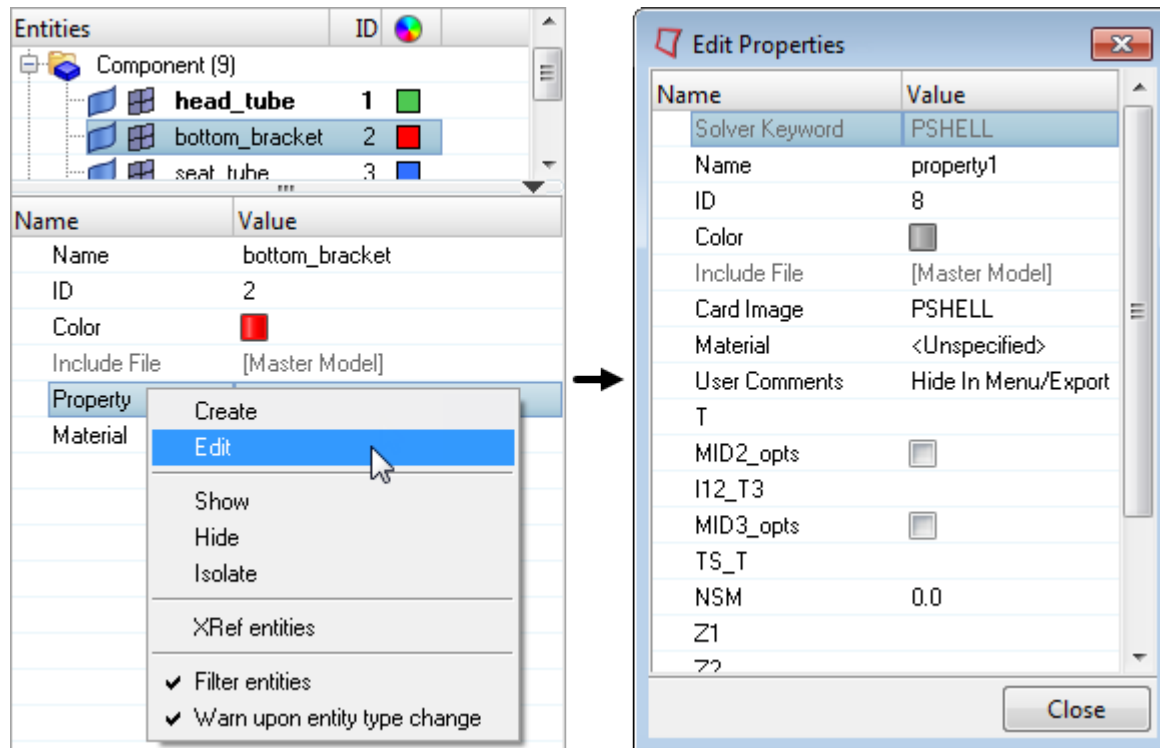 Entities ID
Component (9)
head_tube 1
bottom_bracket 2
seat_tube 3
Name Value
Name bottom_bracket
ID 2
Color
Include File [Master Model]
Property
Material
Create
Edit
Show
Hide
Isolate
XRef entities
Filter entities
Warn upon entity type change
Edit Properties
Name Value
Solver Keyword PSHELL
Name property1
ID 8
Color
Include File [Master Model]
Card Image PSHELL
Material <Unspecified>
User Comments Hide In Menu/Export
T
MID2_opts
I12_T3
MID3_opts
TS_T
NSM 0.0
Z1
Z2
Close